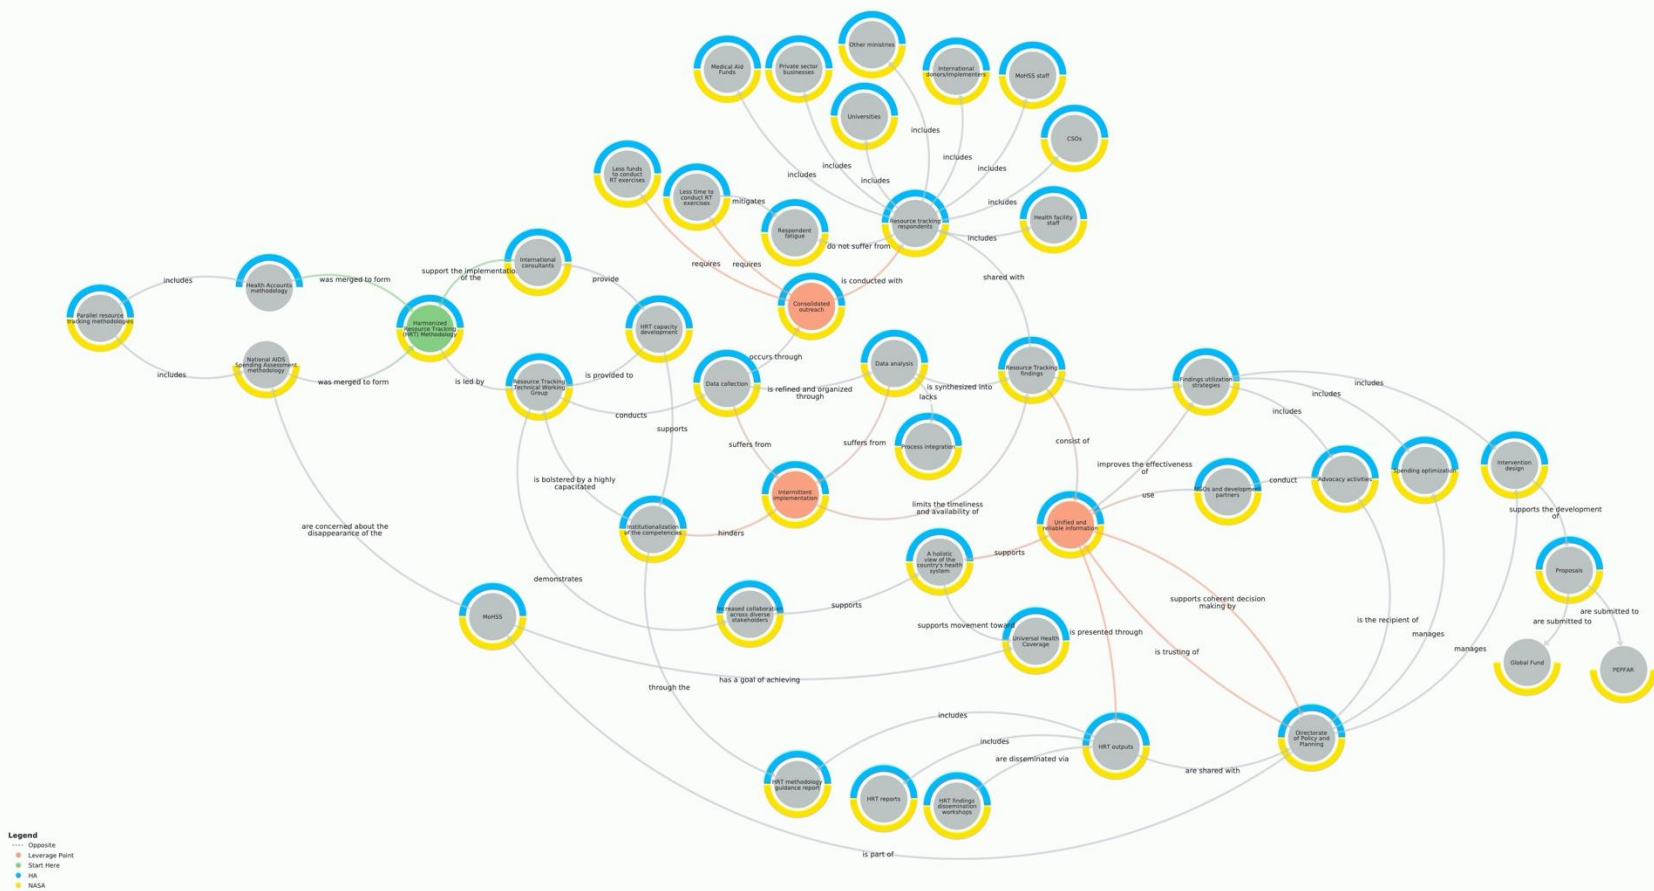 Other ministries
Medical Aid
Funds
Private sector
businesses
International
donors/implementers
MoHSS staff
Universities
CSOs
includes
includes
includes
includes
includes
includes
includes
includes
Less funds
to conduct
RT exercises
Less time to
conduct RT
exercises
mitigates
Respondent
fatigue
do not suffer from
Resource tracking
respondents
Health facility
staff
requires
requires
is conducted with
shared with
Consolidated
outreach
International
consultants
support the implementatio
of the
provide
includes
Health Accounts
methodology
was merged to form
Parallel resource
tracking methodologies
Harmonized
Resource Tracking
(HRT) Methodology
HRT capacity
development
National AIDS
Spending Assessment
methodology
includes
was merged to form
is led by
Resource Tracking
Technical Working
Group
is provided to
occurs through
Data collection
Data analysis
is refined and organized
through
is synthesized into
lacks
Resource Tracking
findings
Findings utilization
strategies
includes
includes
includes
conducts
supports
suffers from
suffers from
Process integration
consist of
improves the effectiveness
of
is bolstered by a highly
capacitated
Intermittent
implementation
limits the timeliness
and availability of
use
NGOs and development
partners
conduct
Advocacy activities
Spending optimization
Intervention
design
supports the development
of
are concerned about the
disappearance of the
Institutionalization
of the competencies
hinders
Unified and
reliable information
A holistic
view of the
country's health
system
supports
Proposals
demonstrates
Increased collaboration
across diverse
stakeholders
supports
supports movement toward
Universal Health
Coverage
is presented through
supports coherent decision
making by
is trusting of
is the recipient of
manages
manages
are submitted to
are submitted to
Global Fund
PEPFAR
MoHSS
has a goal of achieving
through the
includes
includes
are disseminated via
HRT outputs
are shared with
Directorate
of Policy and
Planning
HRT methodology
guidance report
HRT reports
HRT findings
dissemination
workshops
is part of
Legend
Opposite
Leverage Point
Start Here
HA
NASA